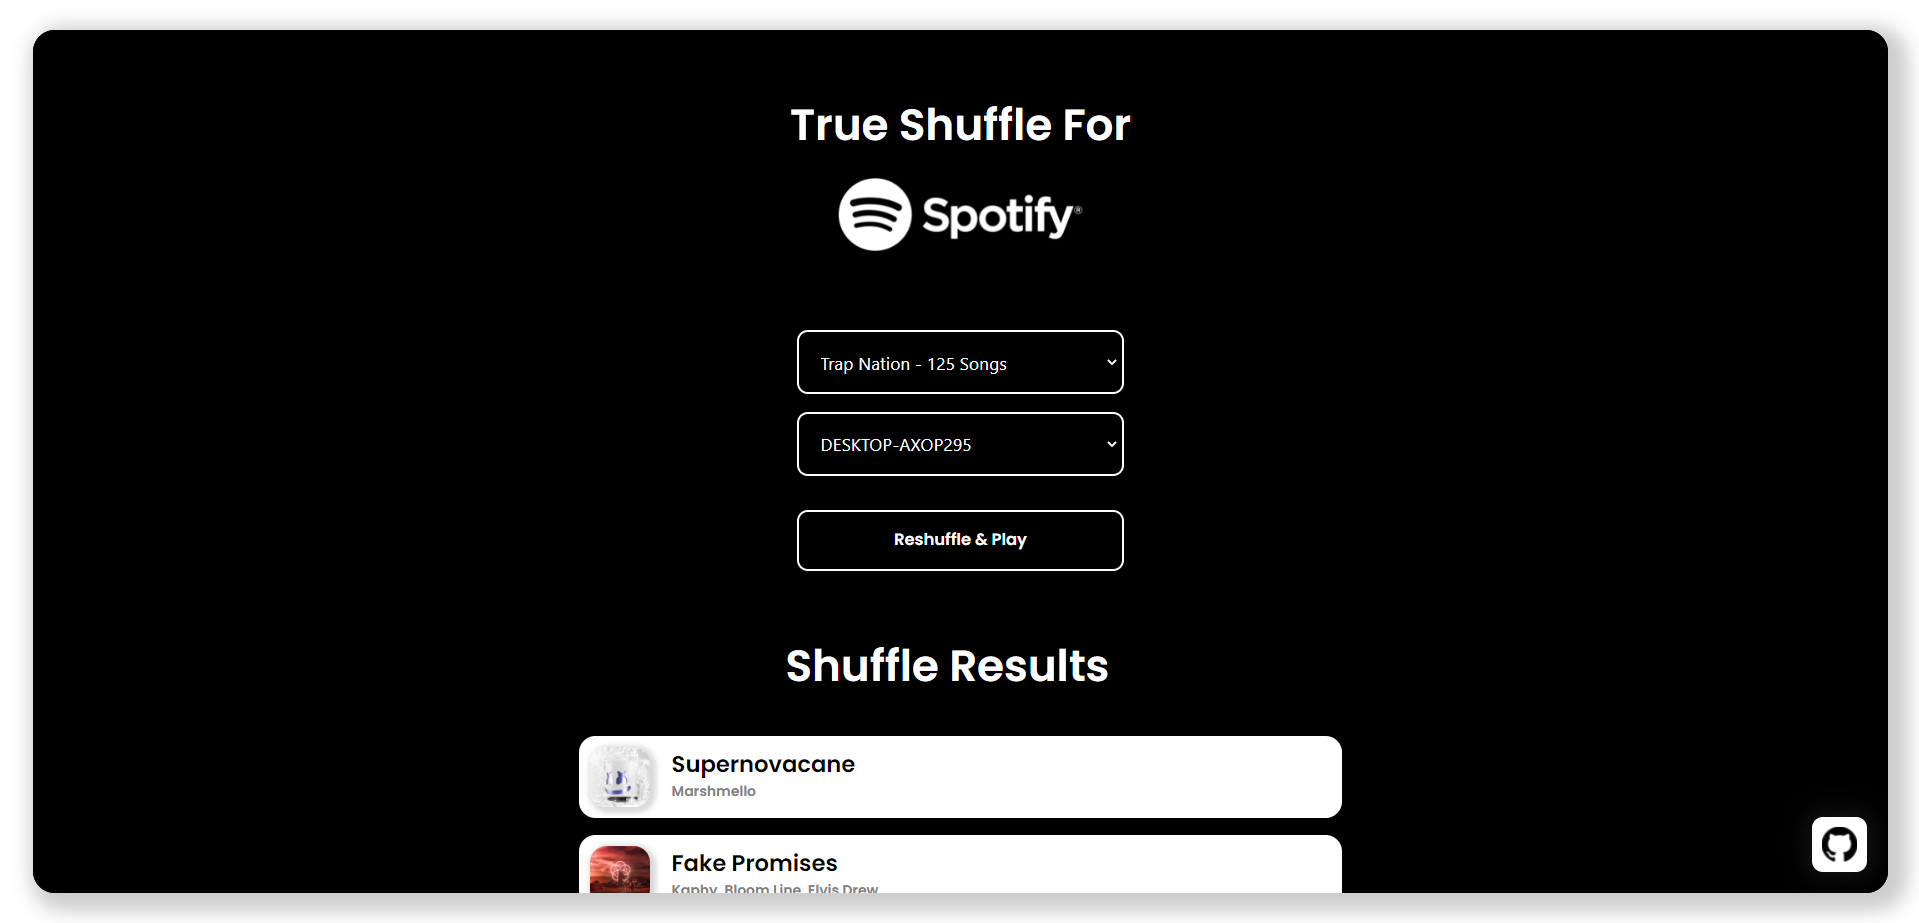 True Shuffle For
Spotify®
Trap Nation - 125 Songs
DESKTOP-AXOP295
Reshuffle & Play
Shuffle Results
Supernovacane
Marshmello
Fake Promises
Kaphy, Bloom Line, Elvis Drew